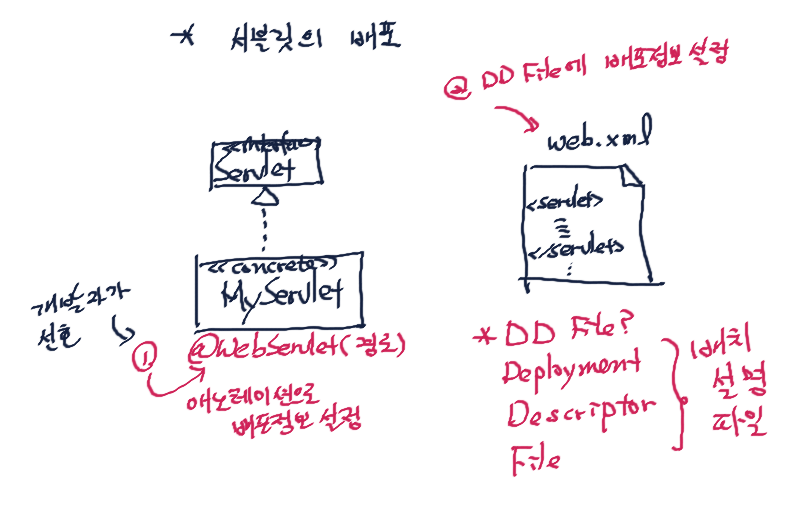 * 서블릿의 배포
② DD File에 배포정보 설정
web.xml
<<interface>>
Servlet
<servlet>
</servlet>
<<concrete>>
MyServlet
개발자가
선호
① @WebServlet(경로)
애노테이션으로
배포정보 설정
* DD File?
Deployment
Descriptor
File
배치
설명
파일